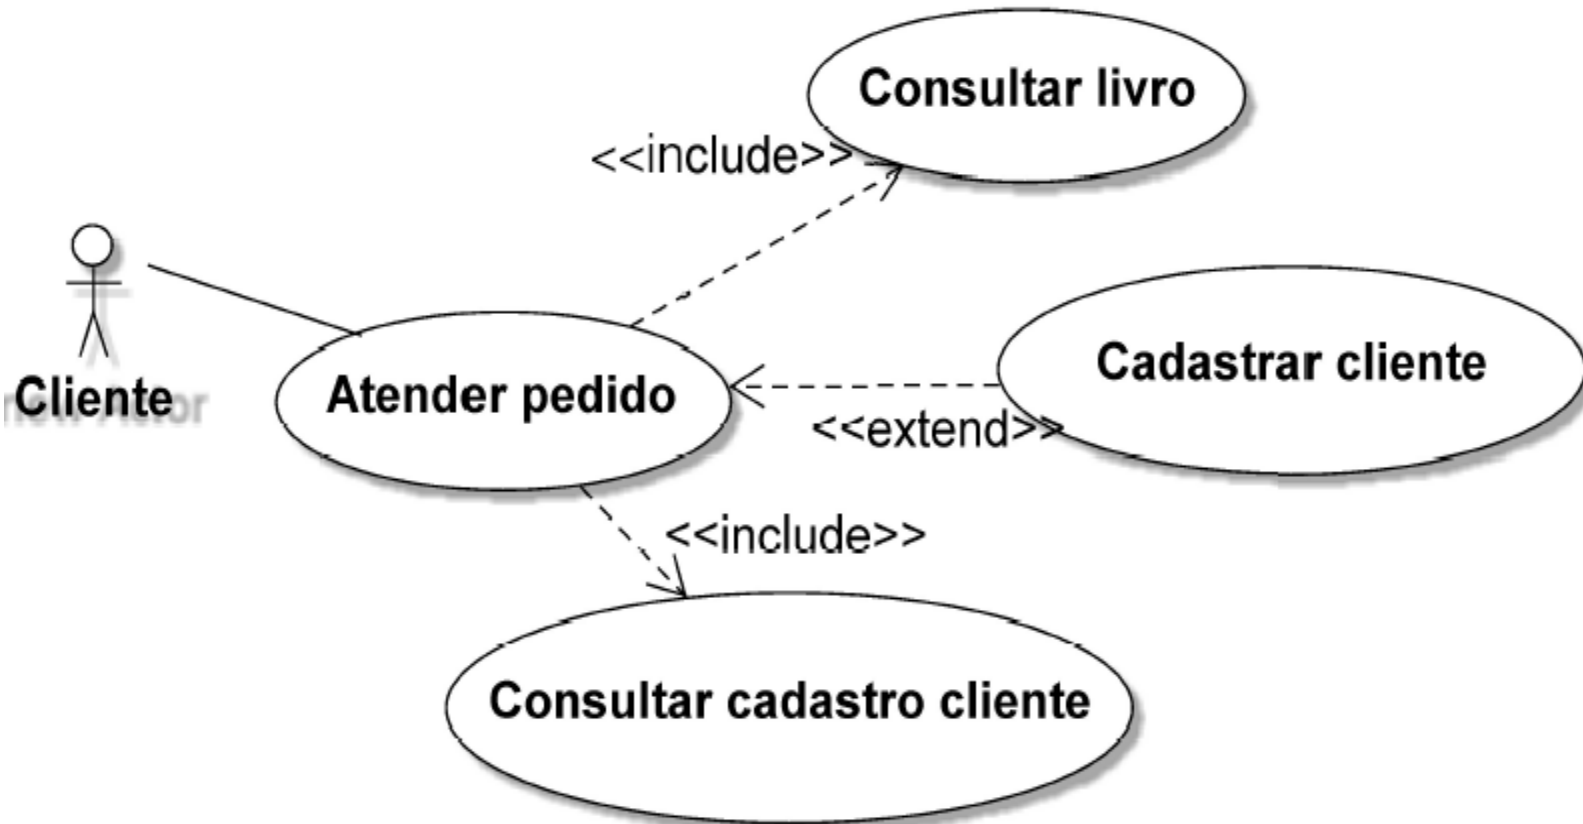 Consultar livro
<<include>>
Cadastrar cliente
Cliente
Atender pedido
<<extend>>
<<include>>
Consultar cadastro cliente